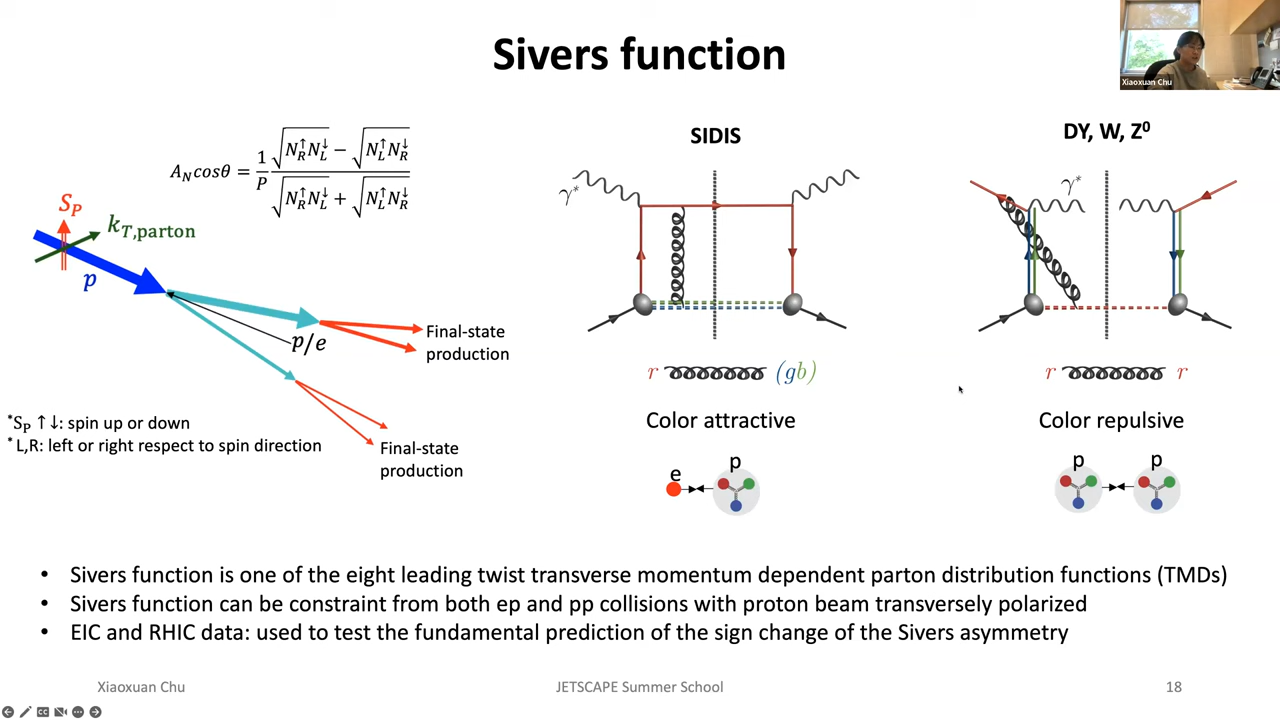 Sivers function
Xiaoxuan Chu
A_N cosθ = 1/P (√(N_R^↑ N_L^↓) − √(N_L^↑ N_R^↓)) / (√(N_R^↑ N_L^↓) + √(N_L^↑ N_R^↓))
S_P
k_T,parton
p
p/e
Final-state
production
Final-state
production
*S_P ↑↓: spin up or down
*L,R: left or right respect to spin direction
SIDIS
γ*
r (gb)
Color attractive
e p
DY, W, Z⁰
γ*
r r
Color repulsive
p p
• Sivers function is one of the eight leading twist transverse momentum dependent parton distribution functions (TMDs)
• Sivers function can be constraint from both ep and pp collisions with proton beam transversely polarized
• EIC and RHIC data: used to test the fundamental prediction of the sign change of the Sivers asymmetry
Xiaoxuan Chu
JETSCAPE Summer School
18